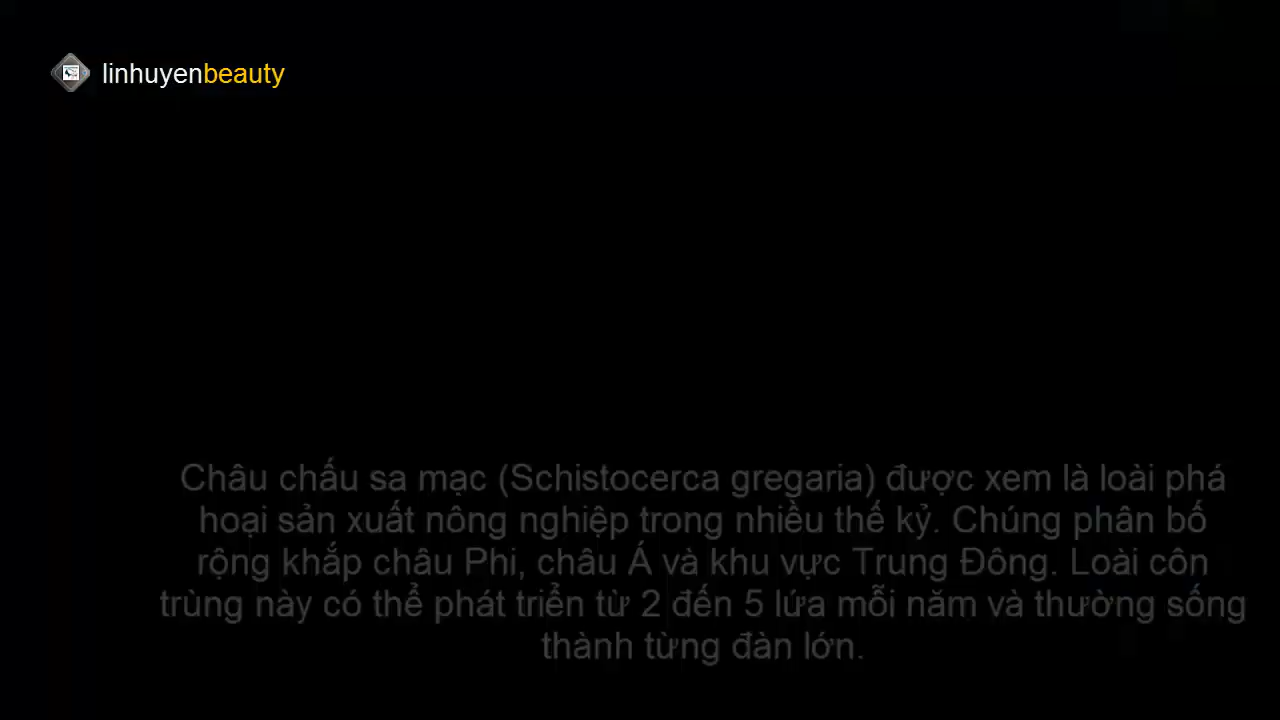 linhuyenbeauty
Châu chấu sa mạc (Schistocerca gregaria) được xem là loài phá
hoại sản xuất nông nghiệp trong nhiều thế kỷ. Chúng phân bố
rộng khắp châu Phi, châu Á và khu vực Trung Đông. Loài côn
trùng này có thể phát triển từ 2 đến 5 lứa mỗi năm và thường sống
thành từng đàn lớn.